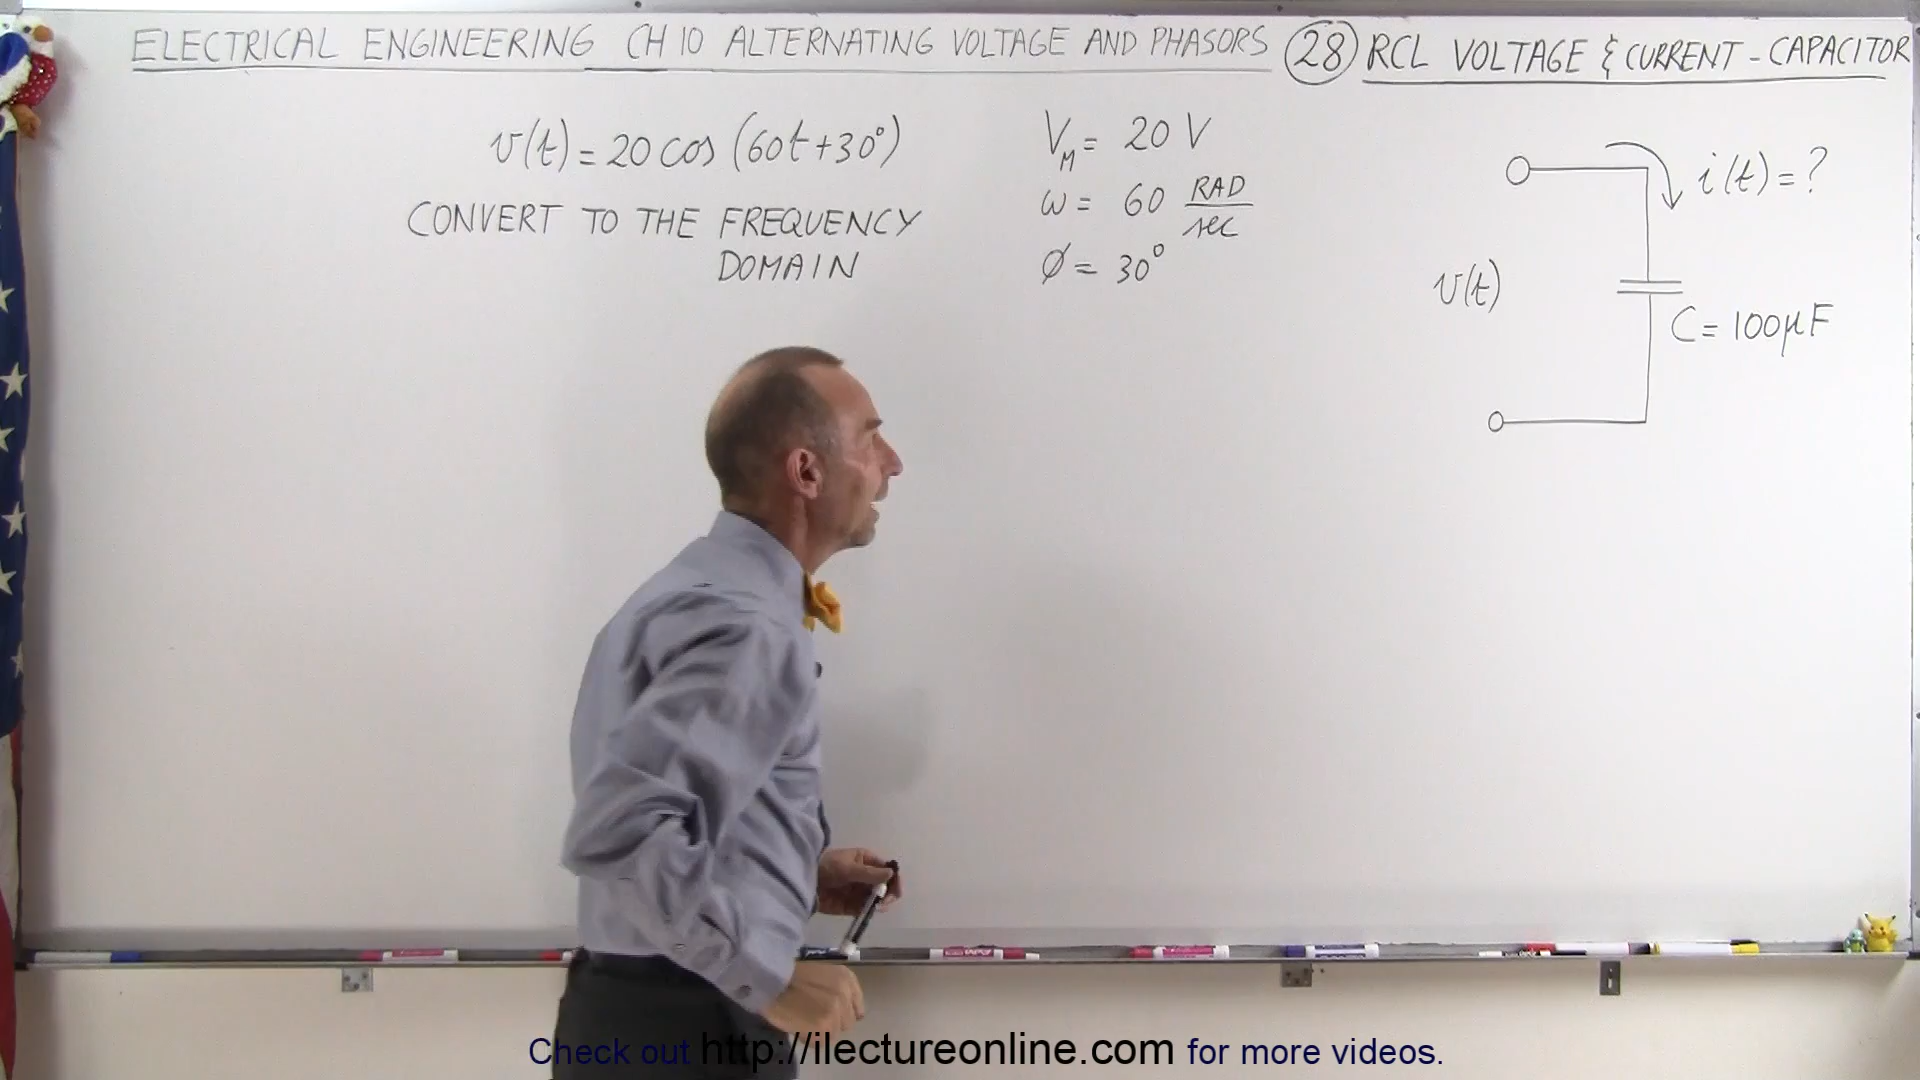 ELECTRICAL ENGINEERING CH 10 ALTERNATING VOLTAGE AND PHASORS 28 RCL VOLTAGE & CURRENT - CAPACITOR
v(t) = 20 cos (60t+30°)
CONVERT TO THE FREQUENCY
DOMAIN
V_M = 20 V
ω = 60 RAD/sec
Ø = 30°
i(t) = ?
v(t)
C = 100μF
Check out http://ilectureonline.com for more videos.